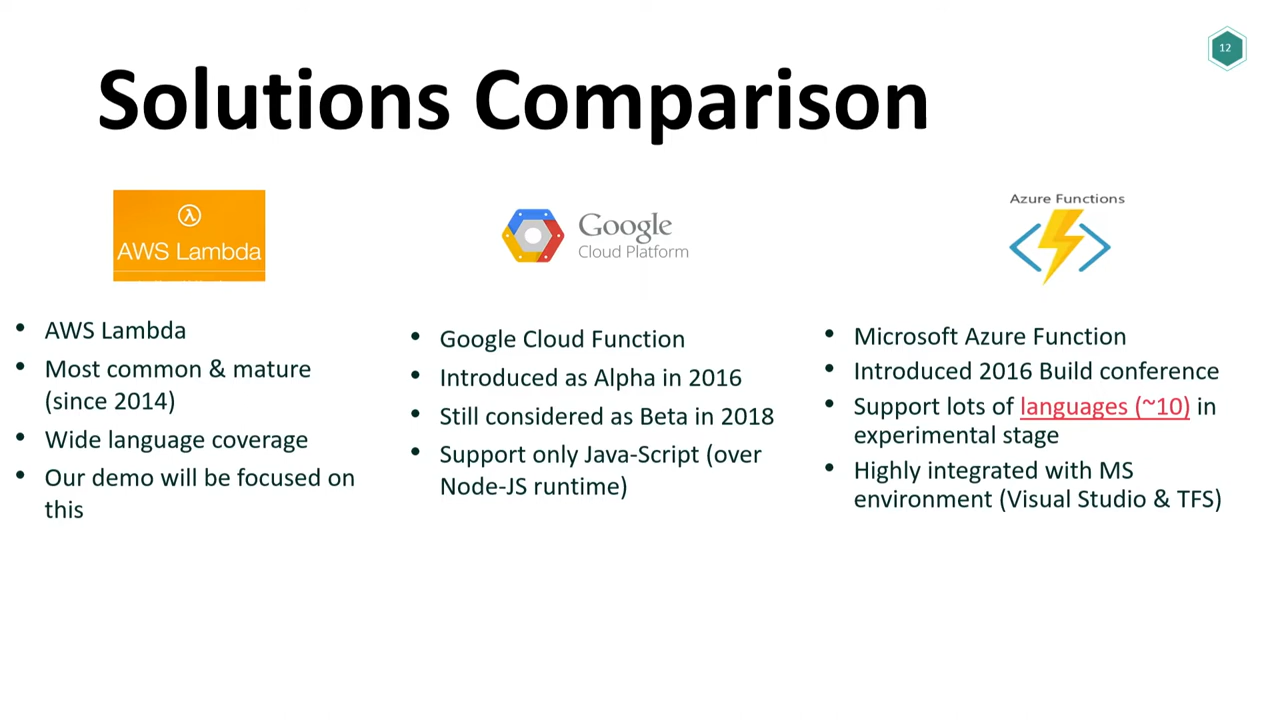 12
Solutions Comparison
λ
AWS Lambda
• AWS Lambda
• Most common & mature
(since 2014)
• Wide language coverage
• Our demo will be focused on
this
Google
Cloud Platform
• Google Cloud Function
• Introduced as Alpha in 2016
• Still considered as Beta in 2018
• Support only Java-Script (over
Node-JS runtime)
Azure Functions
• Microsoft Azure Function
• Introduced 2016 Build conference
• Support lots of languages (~10) in
experimental stage
• Highly integrated with MS
environment (Visual Studio & TFS)